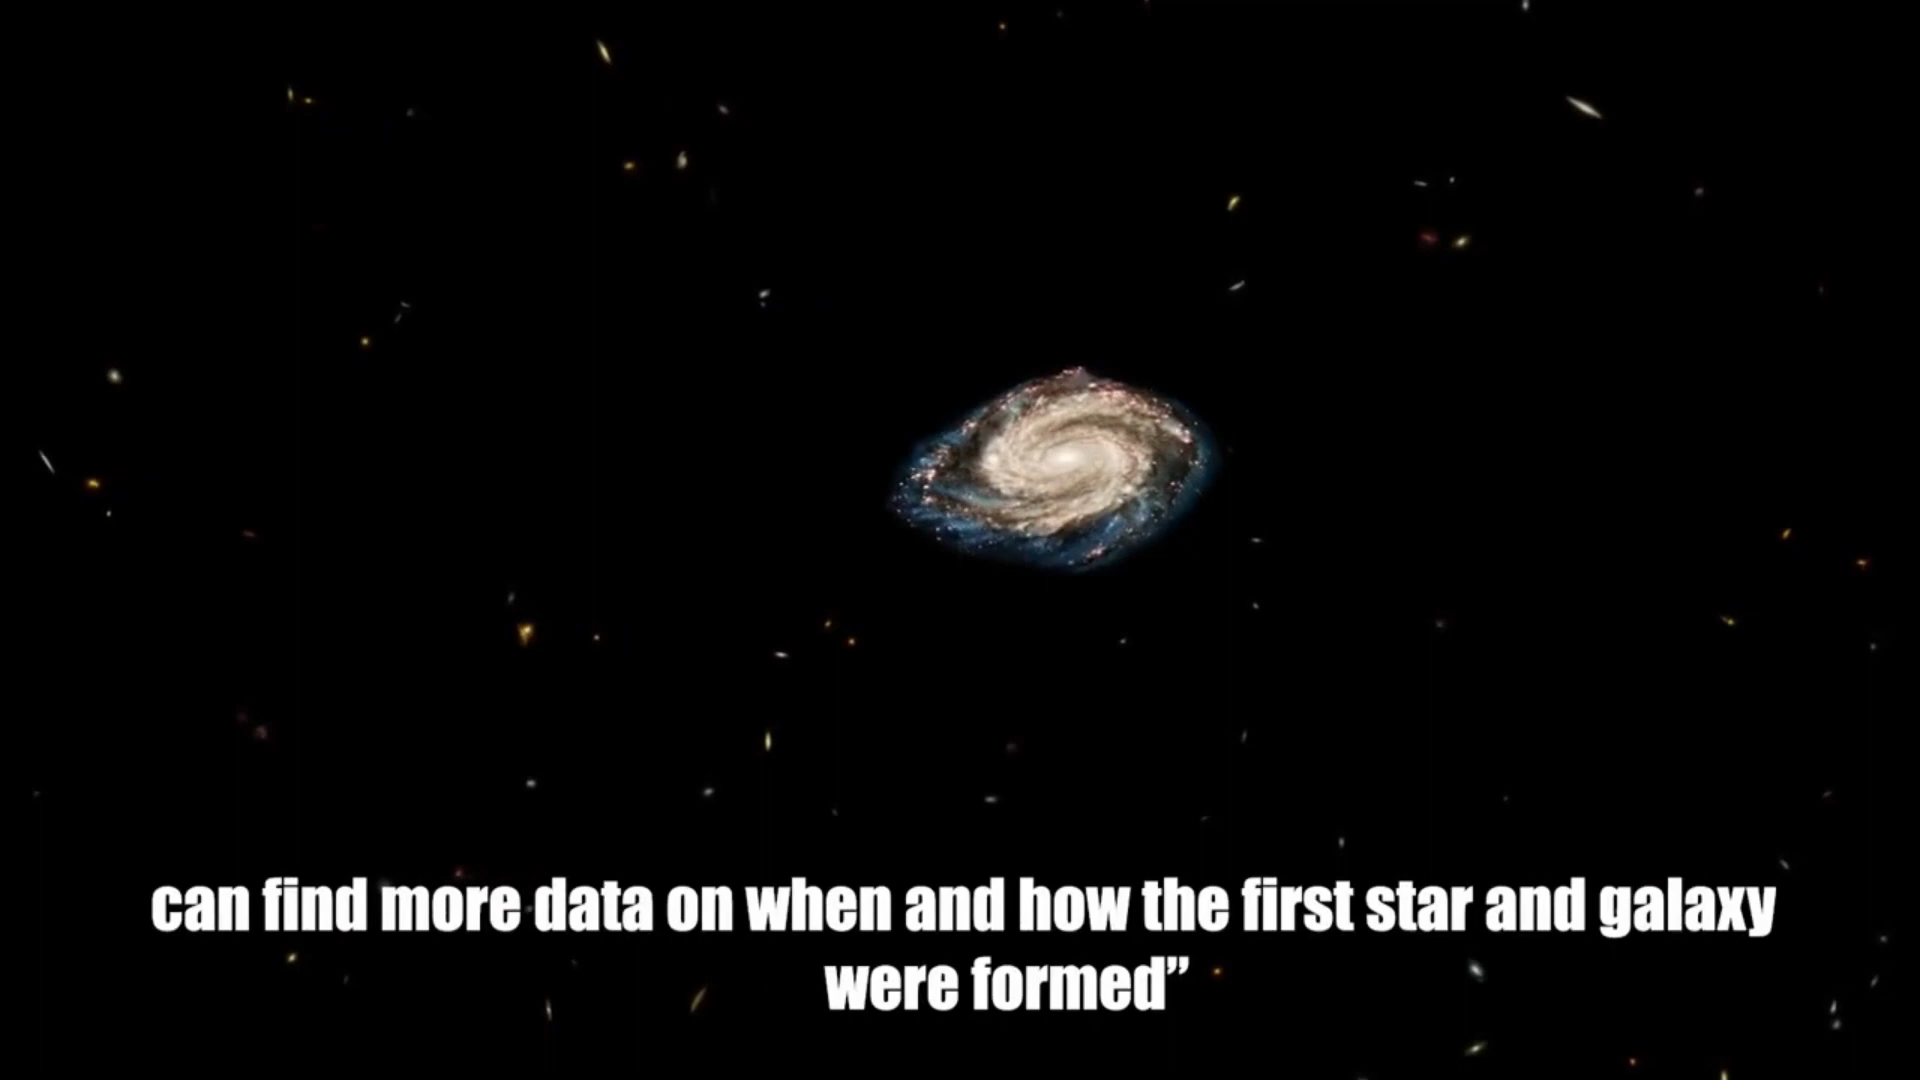 can find more data on when and how the first star and galaxy
were formed”